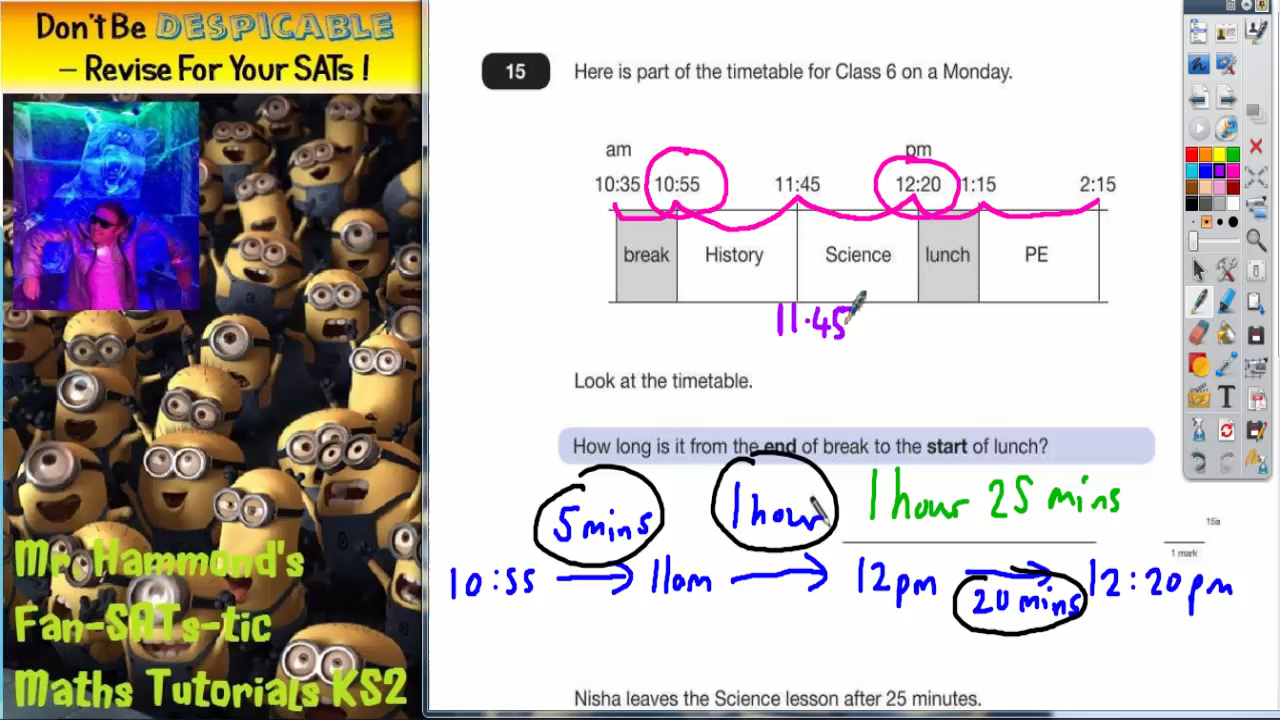 Don't Be DESPICABLE
– Revise For Your SATs !
Mr Hammond's
Fan-SATs-tic
Maths Tutorials KS2
15 Here is part of the timetable for Class 6 on a Monday.
am pm
10:35 10:55 11:45 12:20 1:15 2:15
break History Science lunch PE
11.45
Look at the timetable.
How long is it from the end of break to the start of lunch?
5 mins 1 hour 1 hour 25 mins
15a
1 mark
10:55 → 11am → 12pm → 12:20pm
20 mins
Nisha leaves the Science lesson after 25 minutes.